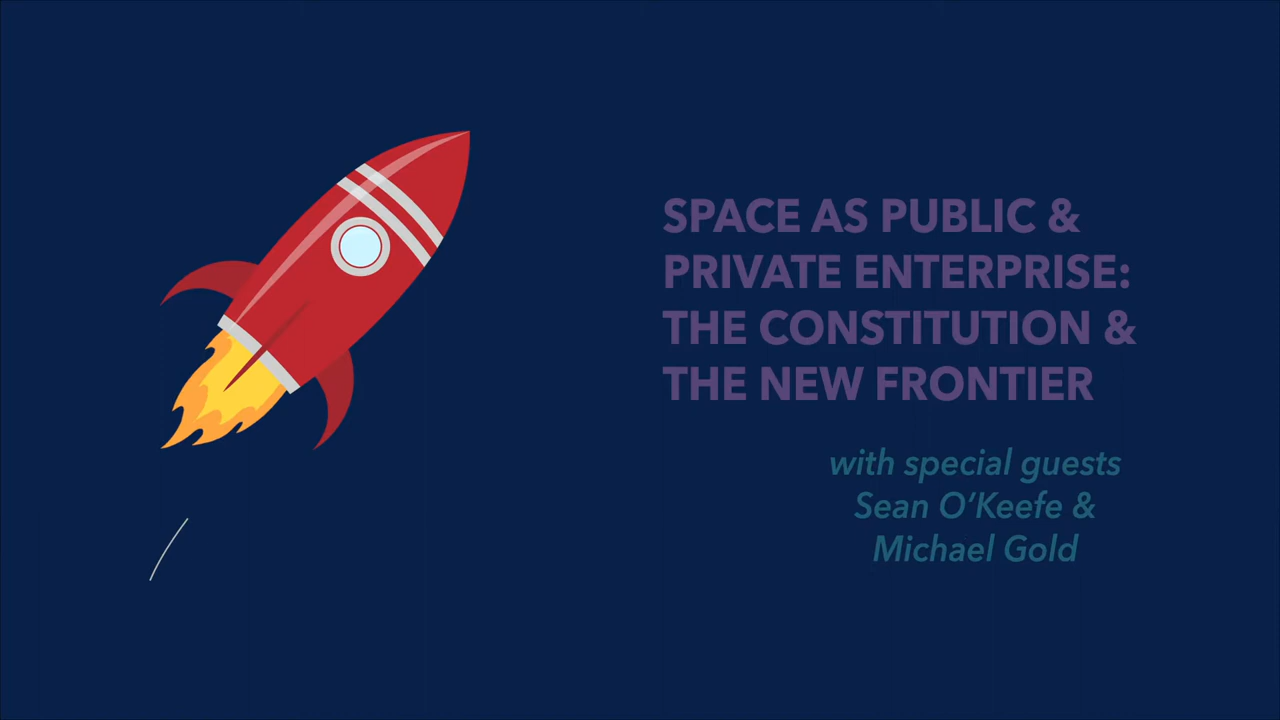 SPACE AS PUBLIC &
PRIVATE ENTERPRISE:
THE CONSTITUTION &
THE NEW FRONTIER
with special guests
Sean O’Keefe &
Michael Gold